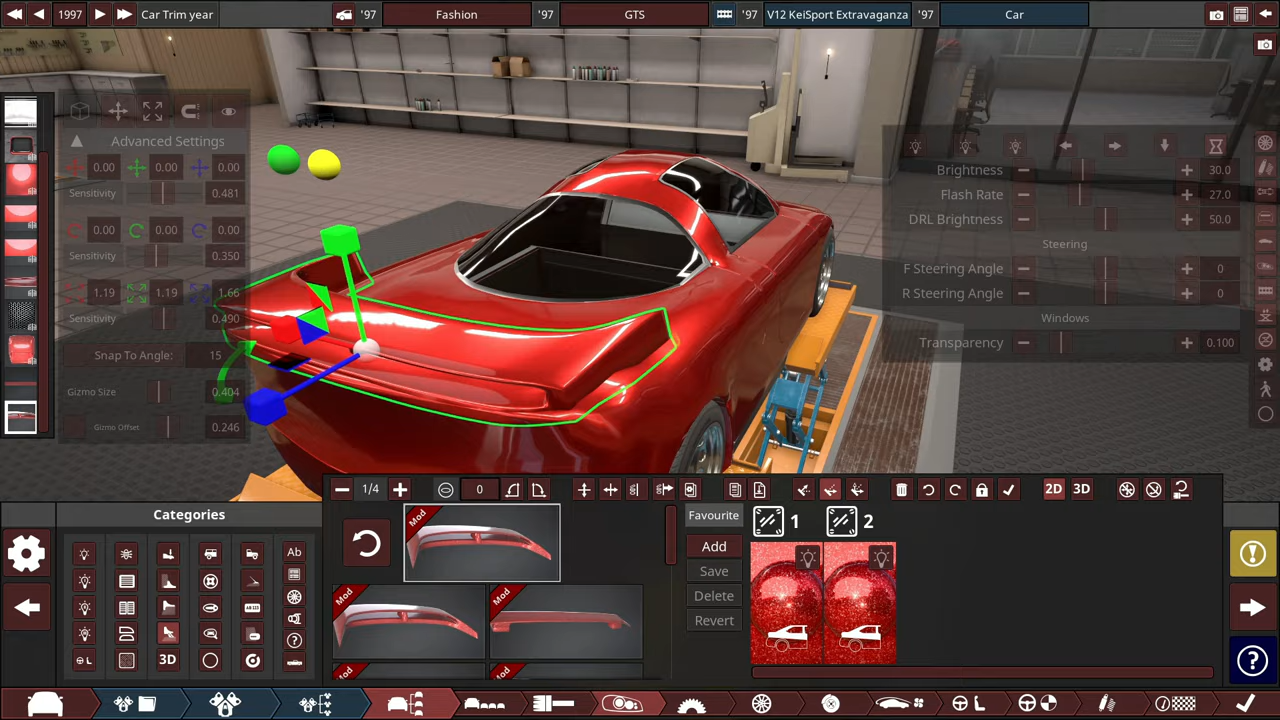 1997 Car Trim year '97 Fashion '97 GTS '97 V12 KeiSport Extravaganza '97 Car
Advanced Settings
0.00 0.00 0.00
Sensitivity 0.481
0.00 0.00 0.00
Sensitivity 0.350
1.19 1.19 1.66
Sensitivity 0.490
Snap To Angle: 15
Gizmo Size 0.404
Gizmo Offset 0.246
Brightness 30.0
Flash Rate 27.0
DRL Brightness 50.0
Steering
F Steering Angle 0
R Steering Angle 0
Windows
Transparency 0.100
1/4 0 2D 3D
Categories
Ab
3D
L
Mod
Mod
Mod
Mod
Mod
Favourite
Add
Save
Delete
Revert
1 2